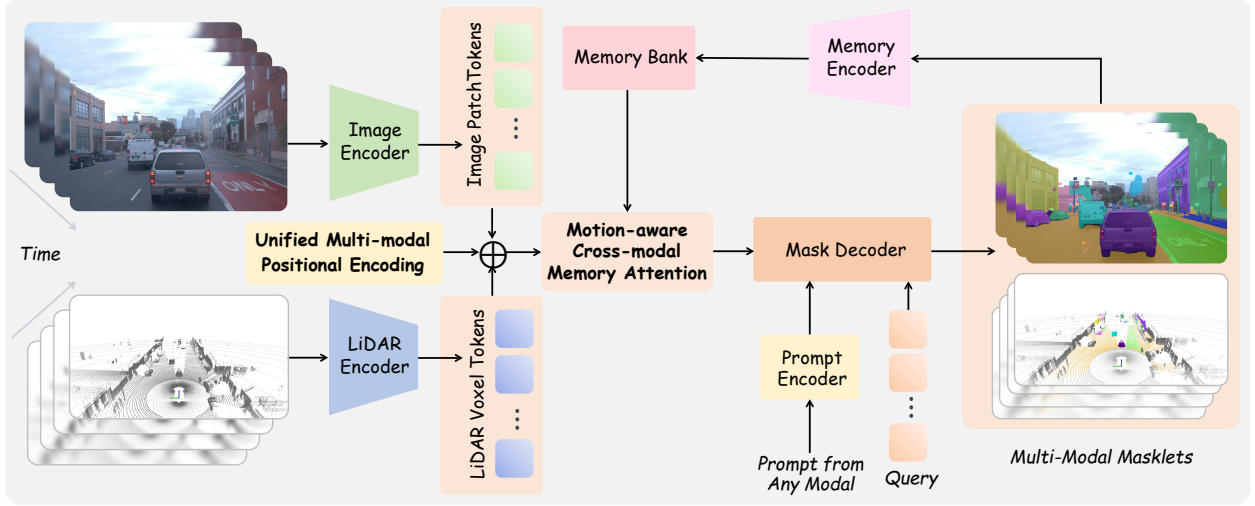 Image
Encoder
Image PatchTokens
Memory Bank
Memory
Encoder
ONLY
Time
Unified Multi-modal
Positional Encoding
Motion-aware
Cross-modal
Memory Attention
Mask Decoder
ONLY
LiDAR
Encoder
LiDAR Voxel Tokens
Prompt
Encoder
Prompt from
Any Modal
Query
Multi-Modal Masklets